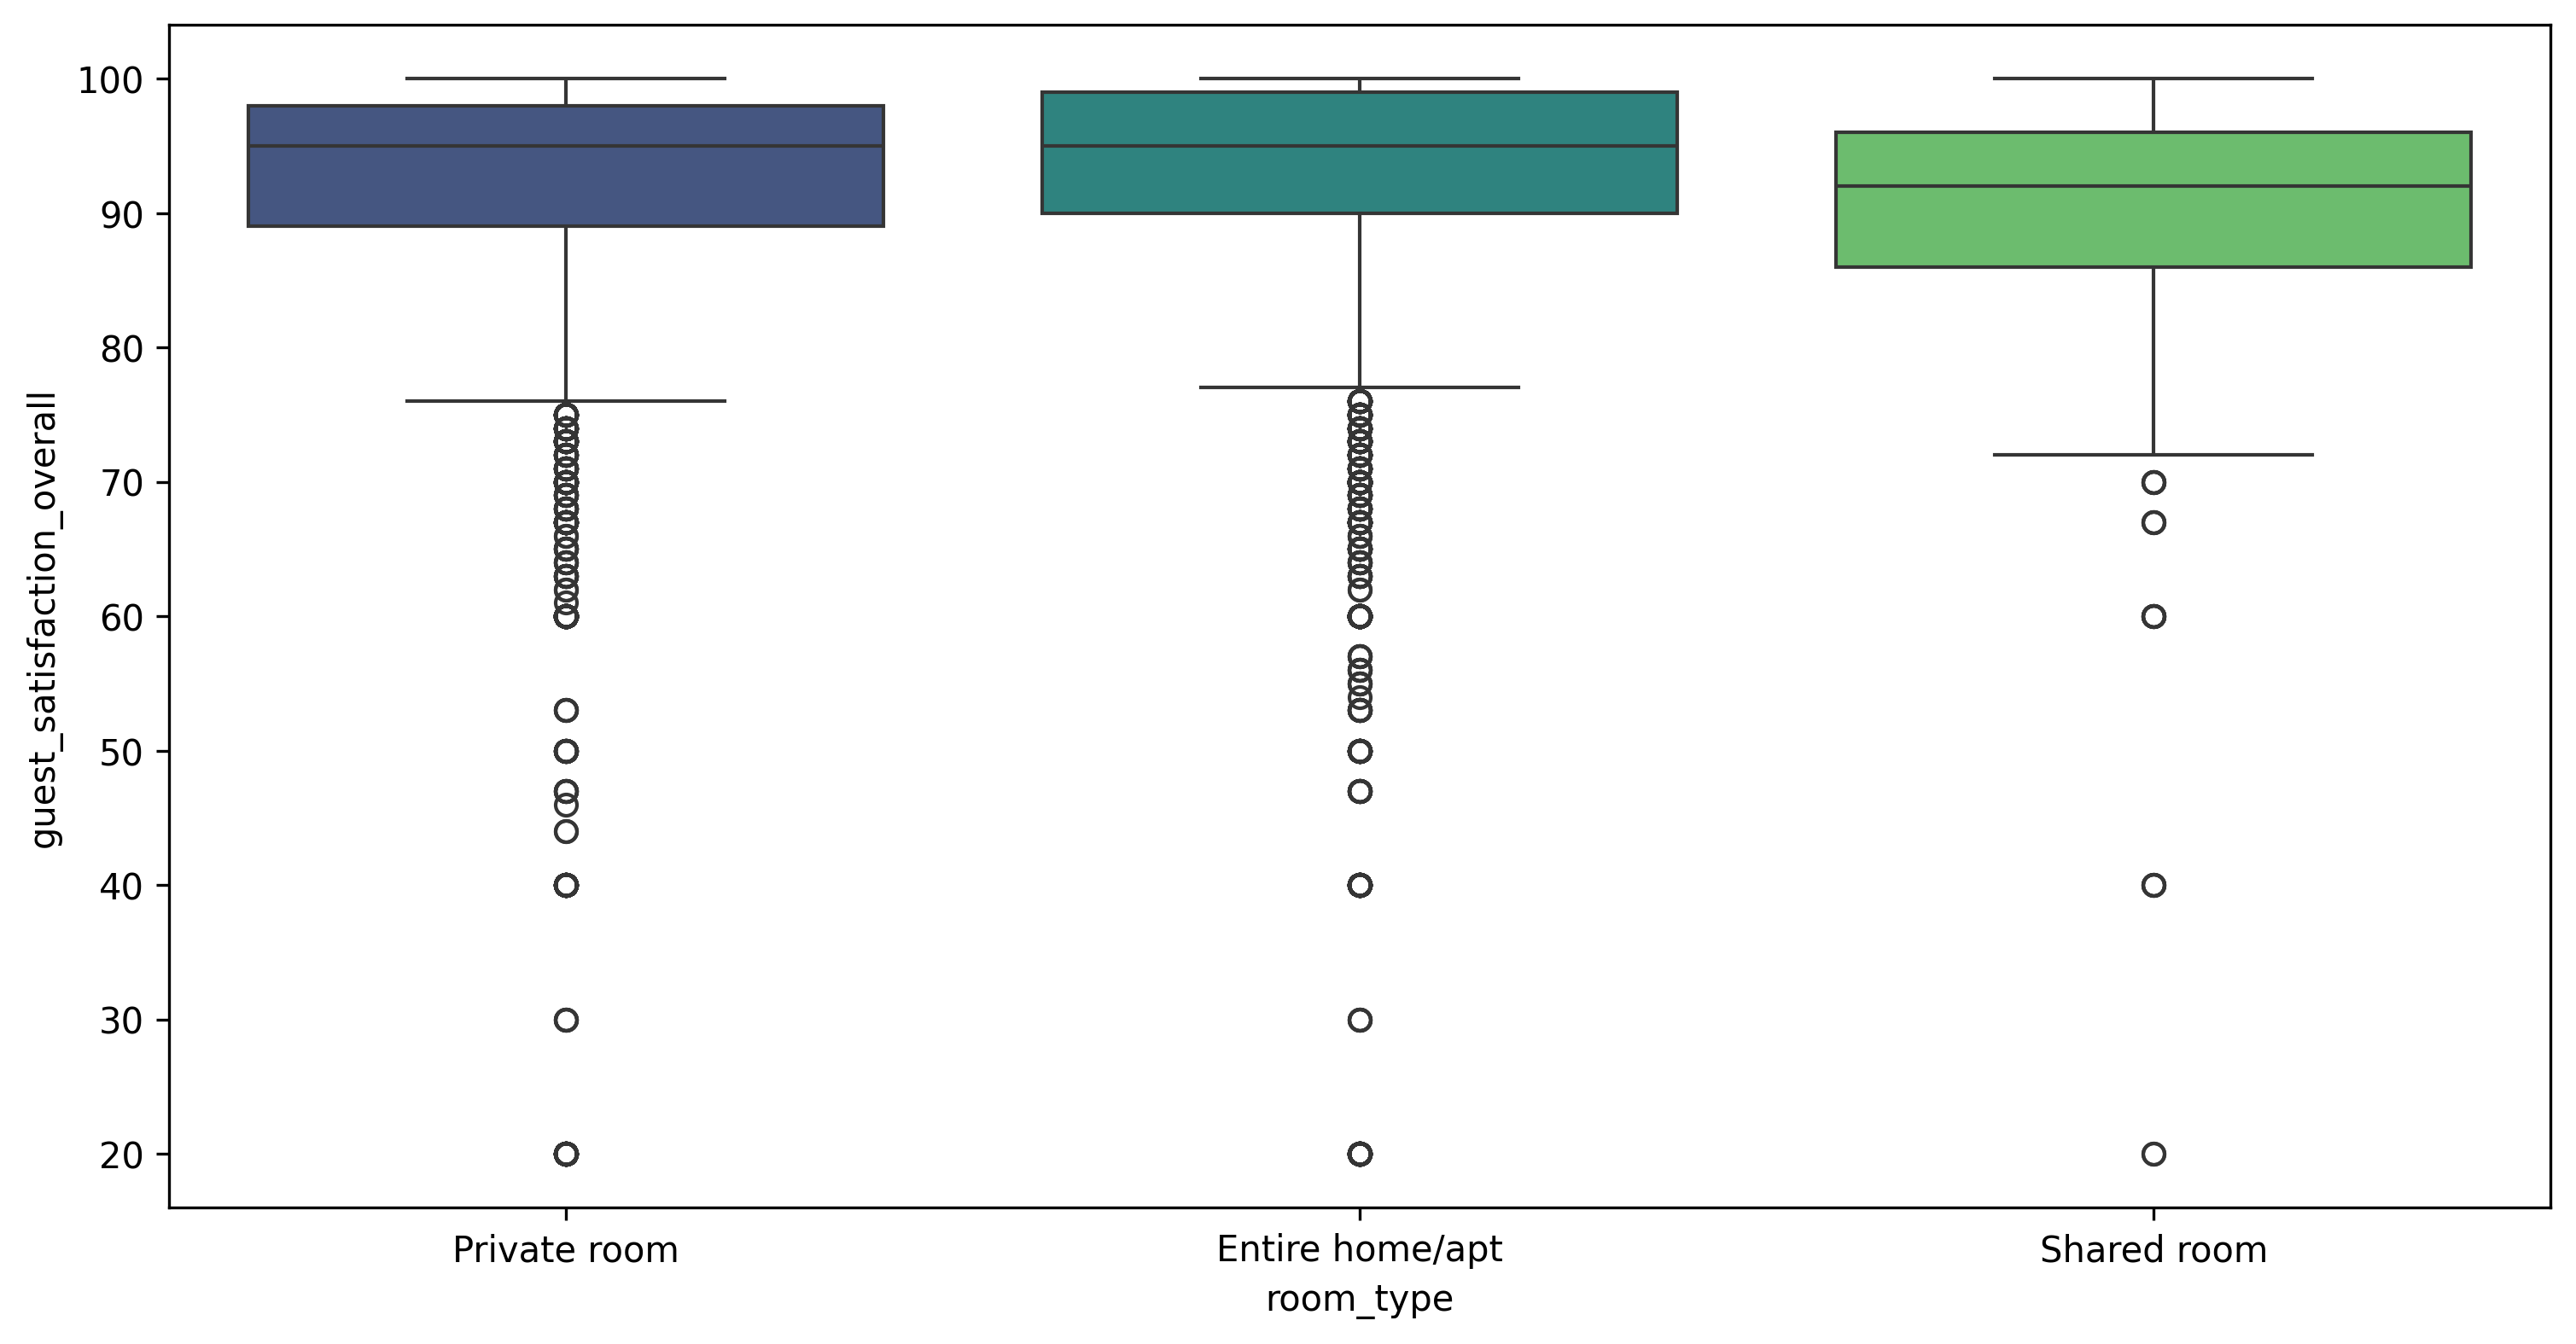 guest_satisfaction_overall
100
90
80
70
60
50
40
30
20
Private room
Entire home/apt
Shared room
room_type